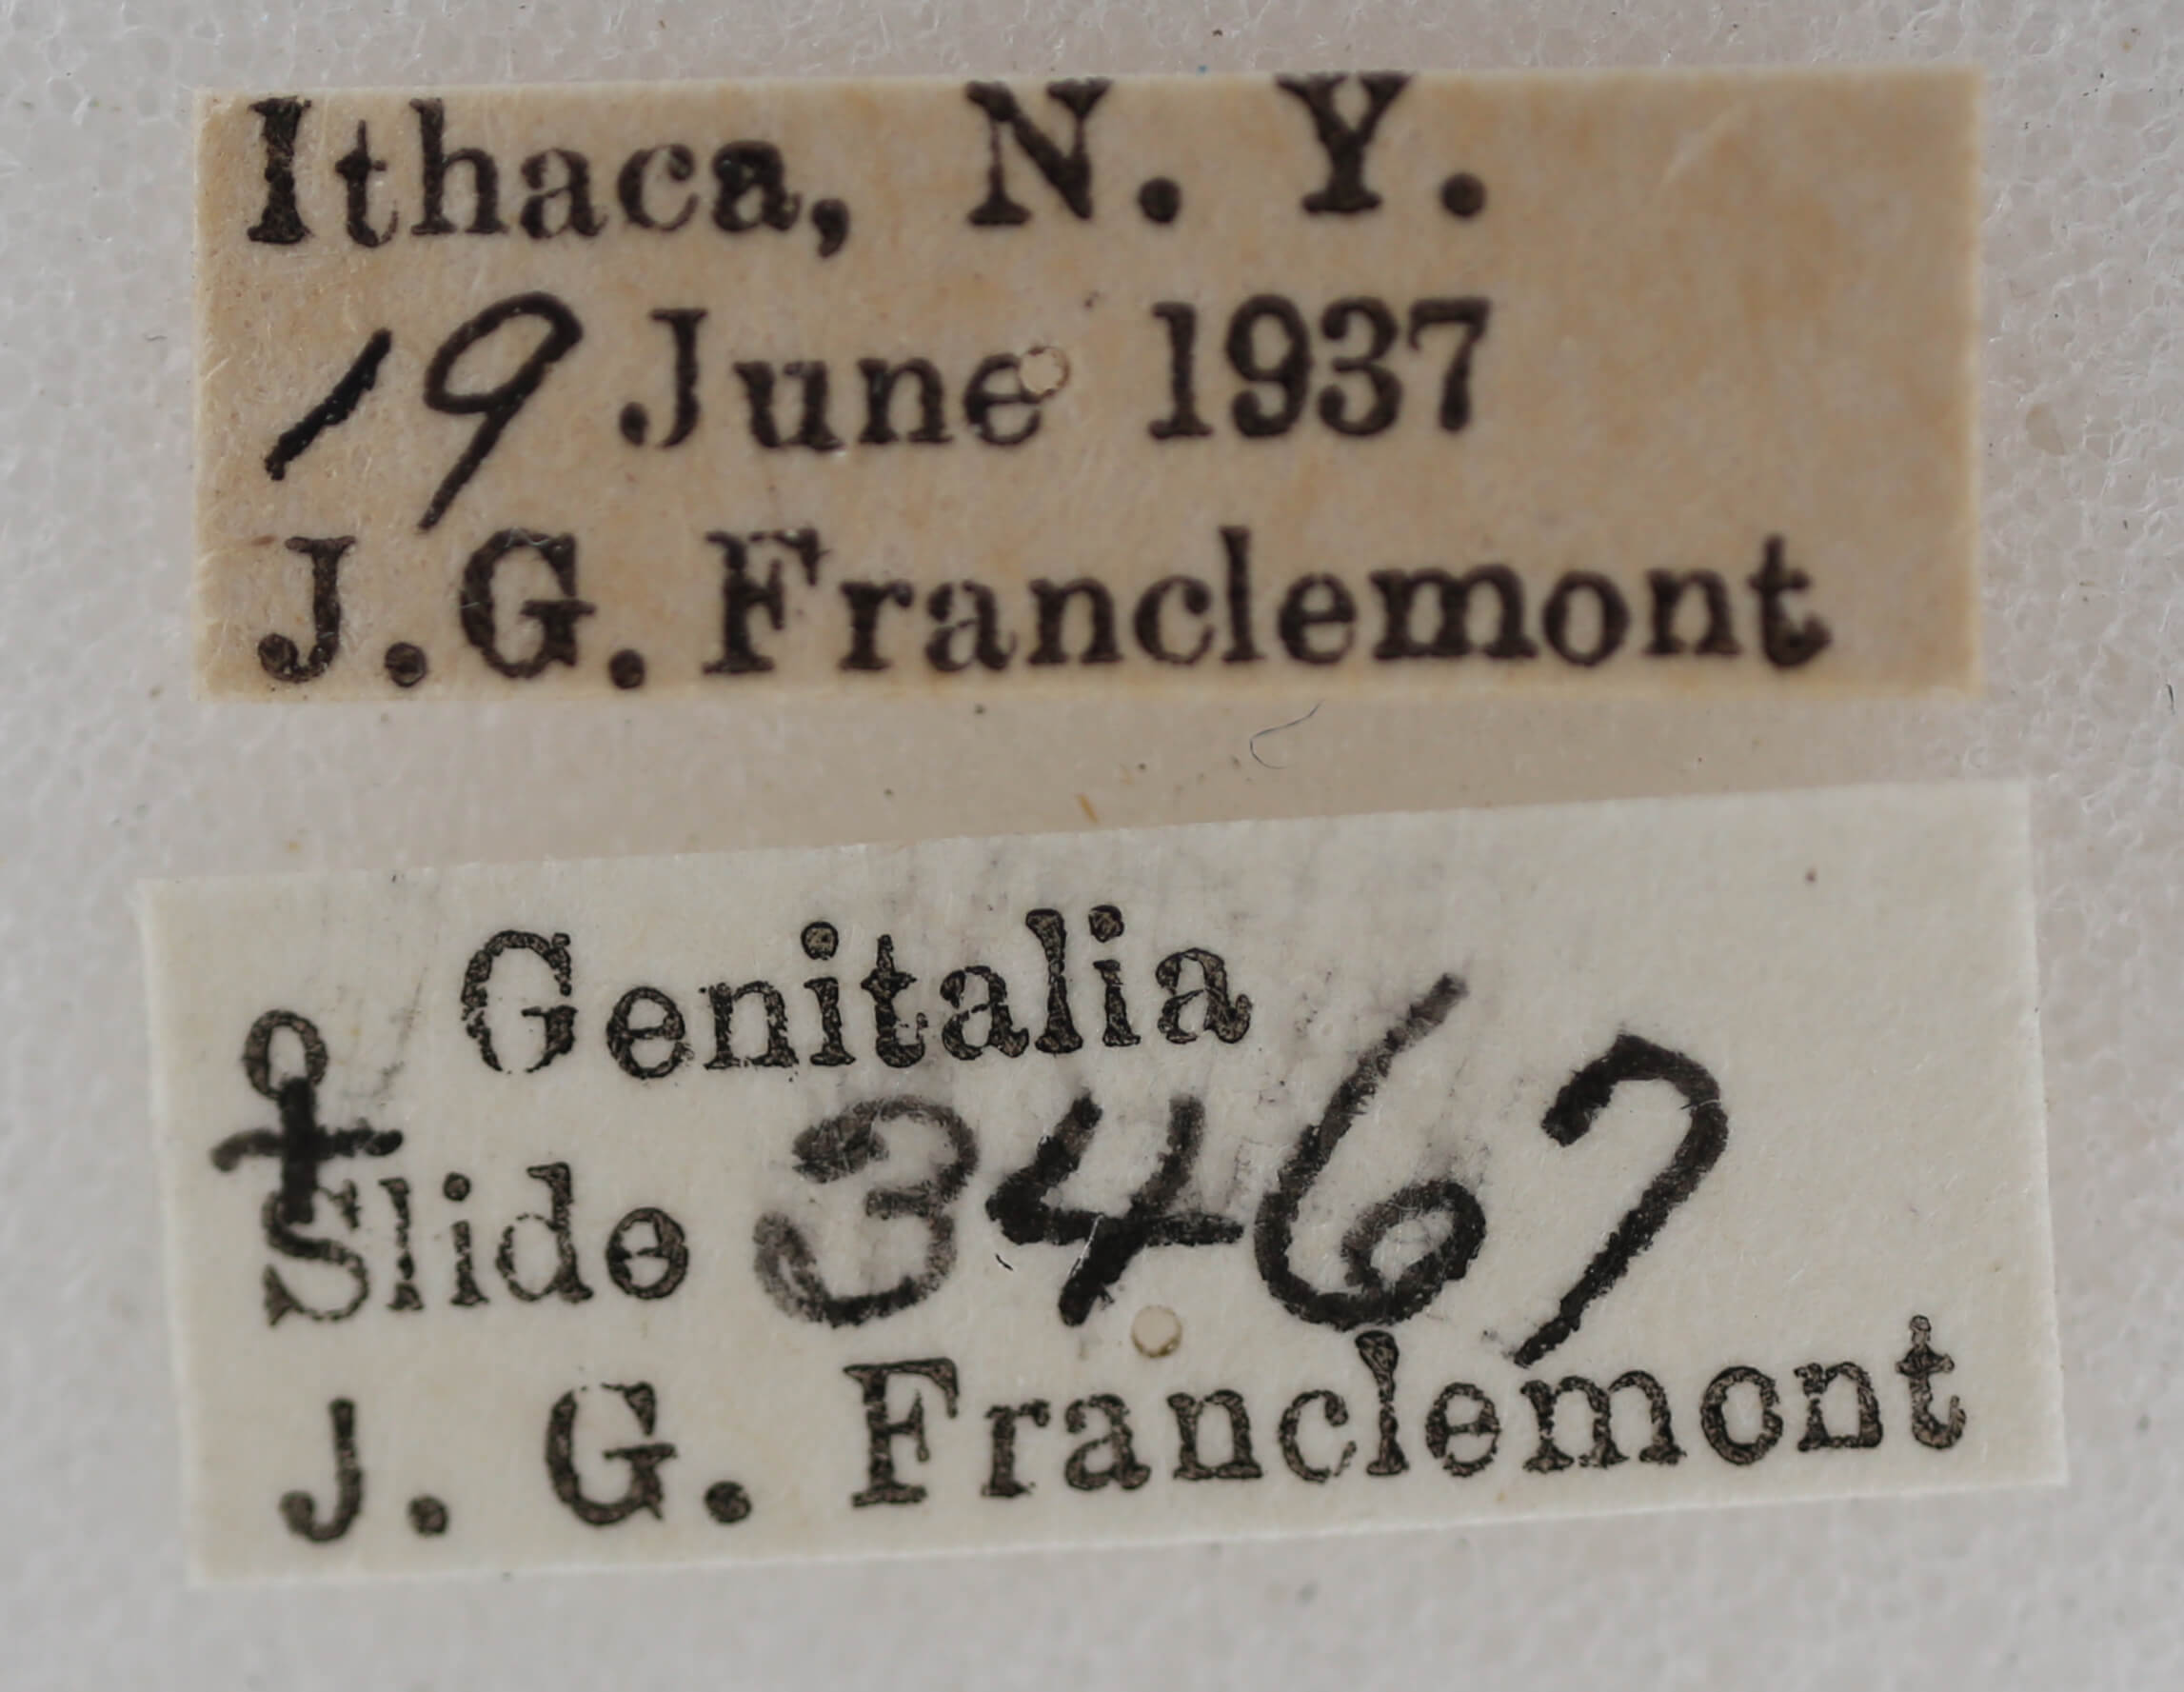 Ithaca, N. Y.
19 June 1937
J. G. Franclemont
♀ Genitalia
Slide 3467
J. G. Franclemont